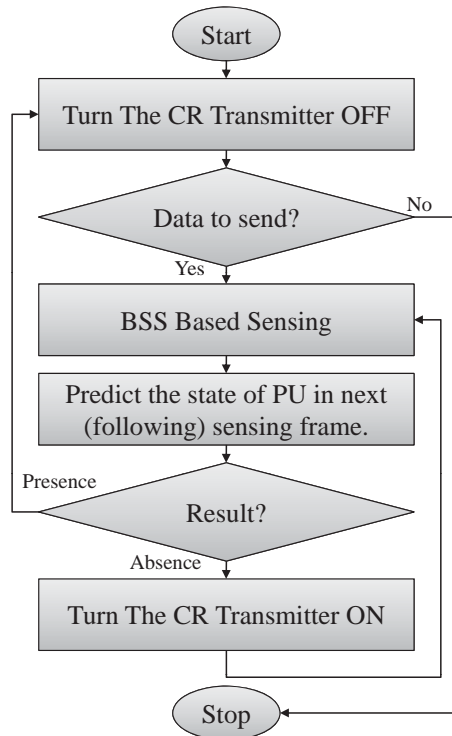 Start
Turn The CR Transmitter OFF
Data to send?
No
Yes
BSS Based Sensing
Predict the state of PU in next
(following) sensing frame.
Presence
Result?
Absence
Turn The CR Transmitter ON
Stop